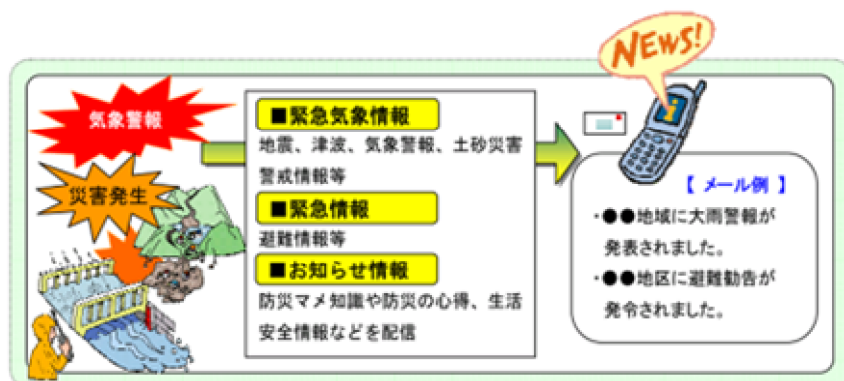 NEWS!
気象警報
災害発生
■緊急気象情報
地震、津波、気象警報、土砂災害
警戒情報等
■緊急情報
避難情報等
■お知らせ情報
防災マメ知識や防災の心得、生活
安全情報などを配信
【 メール例 】
・●●地域に大雨警報が
発表されました。
・●●地区に避難勧告が
発令されました。